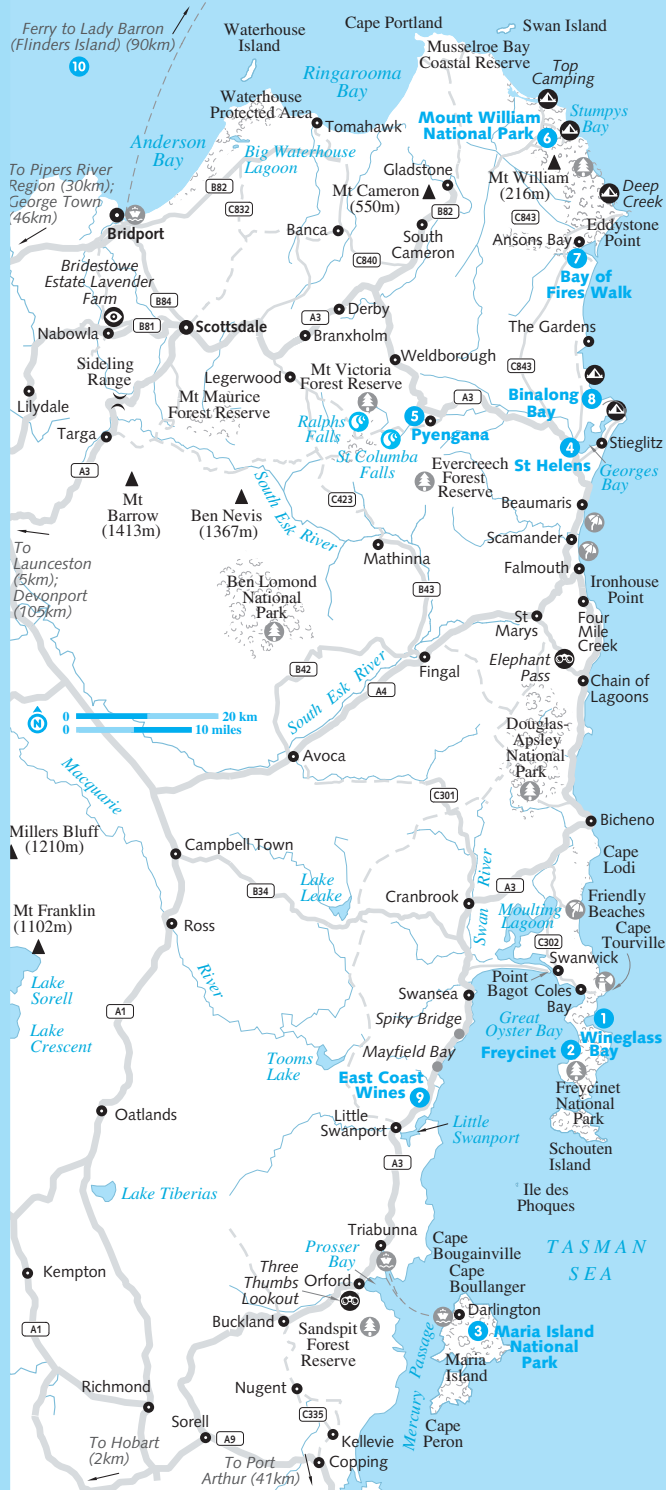 Ferry to Lady Barron
(Flinders Island) (90km)
10
Waterhouse
Island
Cape Portland
Swan Island
Musselroe Bay
Coastal Reserve
Ringarooma
Bay
Top
Camping
Waterhouse
Protected Area
Tomahawk
Mount William
National Park
6
Stumpys
Bay
Anderson
Bay
Big Waterhouse
Lagoon
To Pipers River
Region (30km);
George Town
(46km)
B82
C832
Gladstone
Mt Cameron
(550m)
B82
Mt William
(216m)
Deep
Creek
C843
Eddystone
Point
Bridport
Banca
South
Cameron
Ansons Bay
7
Bay of
Fires Walk
Bridestowe
Estate Lavender
Farm
C840
B84
Derby
A3
Nabowla
B81
Scottsdale
Branxholm
The Gardens
Sideling
Range
Legerwood
Mt Victoria
Forest Reserve
Weldborough
C843
Lilydale
Mt Maurice
Forest Reserve
A3
Binalong
Bay
8
Ralphs
Falls
5
Pyengana
Targa
St Columba
Falls
4
St Helens
Stieglitz
A3
Evercreech
Forest
Reserve
Georges
Bay
Mt
Barrow
(1413m)
Ben Nevis
(1367m)
South Esk River
C423
Beaumaris
Scamander
To
Launceston
(5km);
Devonport
(105km)
Mathinna
Falmouth
Ben Lomond
National
Park
B43
Ironhouse
Point
St
Marys
Four
Mile
Creek
B42
Fingal
Elephant
Pass
South Esk River
A4
Chain of
Lagoons
N
0 20 km
0 10 miles
Douglas-
Apsley
National
Park
Avoca
Macquarie
C301
Millers Bluff
(1210m)
Campbell Town
Bicheno
Cape
Lodi
B34
Lake
Leake
River
A3
Mt Franklin
(1102m)
Cranbrook
Friendly
Beaches
Ross
Swan
Moulting
Lagoon
Cape
Tourville
C302
Swanwick
River
Lake
Sorell
Swansea
Point
Bagot
Coles
Bay
A1
Spiky Bridge
Great
Oyster Bay
1
Wineglass
Bay
Lake
Crescent
Tooms
Lake
Mayfield Bay
Freycinet
2
East Coast
Wines
9
Freycinet
National
Park
Oatlands
Little
Swanport
Little
Swanport
Schouten
Island
A3
Lake Tiberias
Ile des
Phoques
Triabunna
Cape
Bougainville
TASMAN
SEA
Prosser
Bay
Three
Thumbs
Lookout
Cape
Boullanger
Kempton
Orford
Darlington
Buckland
A1
Sandspit
Forest
Reserve
3
Maria Island
National
Park
Maria
Island
Mercury Passage
Richmond
Nugent
Cape
Peron
Sorell
C335
To Hobart
(2km)
A9
Kellevie
To Port
Arthur (41km)
Copping